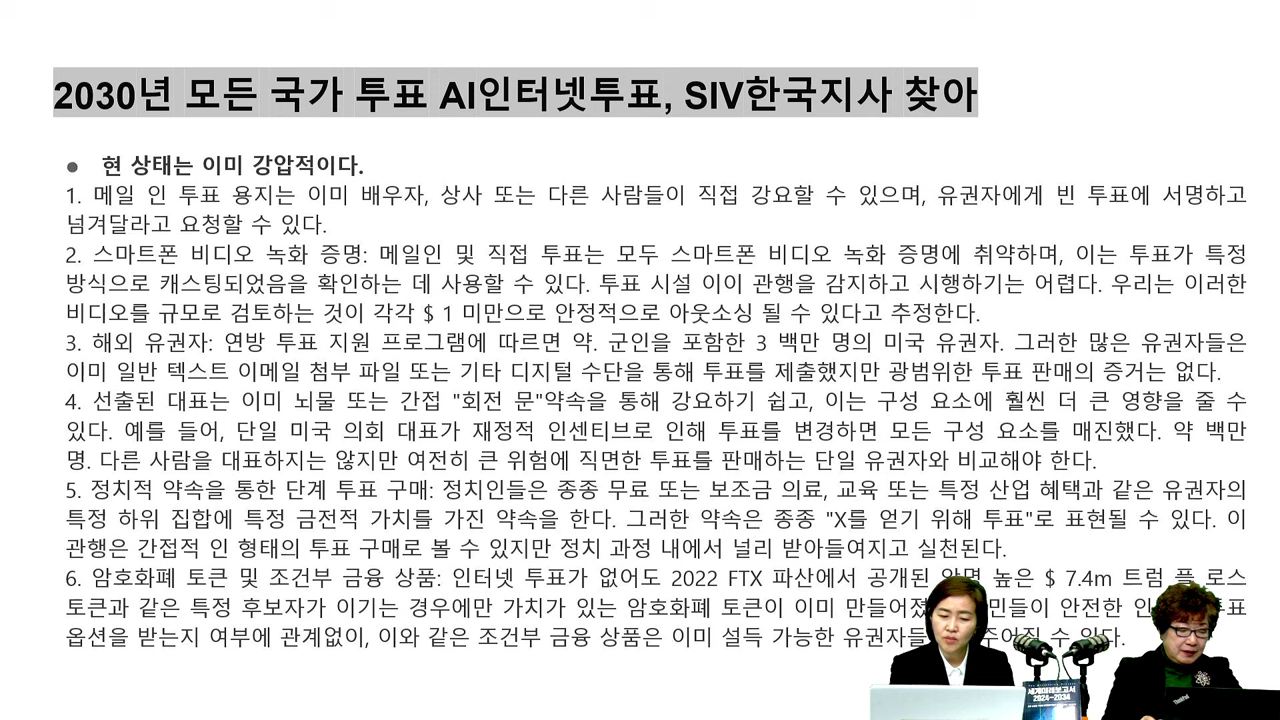 2030년 모든 국가 투표 AI인터넷투표, SIV한국지사 찾아
● 현 상태는 이미 강압적이다.
1. 메일 인 투표 용지는 이미 배우자, 상사 또는 다른 사람들이 직접 강요할 수 있으며, 유권자에게 빈 투표에 서명하고
넘겨달라고 요청할 수 있다.
2. 스마트폰 비디오 녹화 증명: 메일인 및 직접 투표는 모두 스마트폰 비디오 녹화 증명에 취약하며, 이는 투표가 특정
방식으로 캐스팅되었음을 확인하는 데 사용할 수 있다. 투표 시설 이이 관행을 감지하고 시행하기는 어렵다. 우리는 이러한
비디오를 규모로 검토하는 것이 각각 $ 1 미만으로 안정적으로 아웃소싱 될 수 있다고 추정한다.
3. 해외 유권자: 연방 투표 지원 프로그램에 따르면 약. 군인을 포함한 3 백만 명의 미국 유권자. 그러한 많은 유권자들은
이미 일반 텍스트 이메일 첨부 파일 또는 기타 디지털 수단을 통해 투표를 제출했지만 광범위한 투표 판매의 증거는 없다.
4. 선출된 대표는 이미 뇌물 또는 간접 "회전 문"약속을 통해 강요하기 쉽고, 이는 구성 요소에 훨씬 더 큰 영향을 줄 수
있다. 예를 들어, 단일 미국 의회 대표가 재정적 인센티브로 인해 투표를 변경하면 모든 구성 요소를 매진했다. 약 백만
명. 다른 사람을 대표하지는 않지만 여전히 큰 위험에 직면한 투표를 판매하는 단일 유권자와 비교해야 한다.
5. 정치적 약속을 통한 단계 투표 구매: 정치인들은 종종 무료 또는 보조금 의료, 교육 또는 특정 산업 혜택과 같은 유권자의
특정 하위 집합에 특정 금전적 가치를 가진 약속을 한다. 그러한 약속은 종종 "X를 얻기 위해 투표"로 표현될 수 있다. 이
관행은 간접적 인 형태의 투표 구매로 볼 수 있지만 정치 과정 내에서 널리 받아들여지고 실천된다.
6. 암호화폐 토큰 및 조건부 금융 상품: 인터넷 투표가 없어도 2022 FTX 파산에서 공개된 높은 $ 7.4m 트럼 플 로스
토큰과 같은 특정 후보자가 이기는 경우에만 가치가 있는 암호화폐 토큰이 이미 안전한 투표
옵션을 받는지 여부에 관계없이, 이와 같은 조건부 금융 상품은 이미 설득 가능한 수 있다.
세계미래보고서
2024-2034
ThinkPad